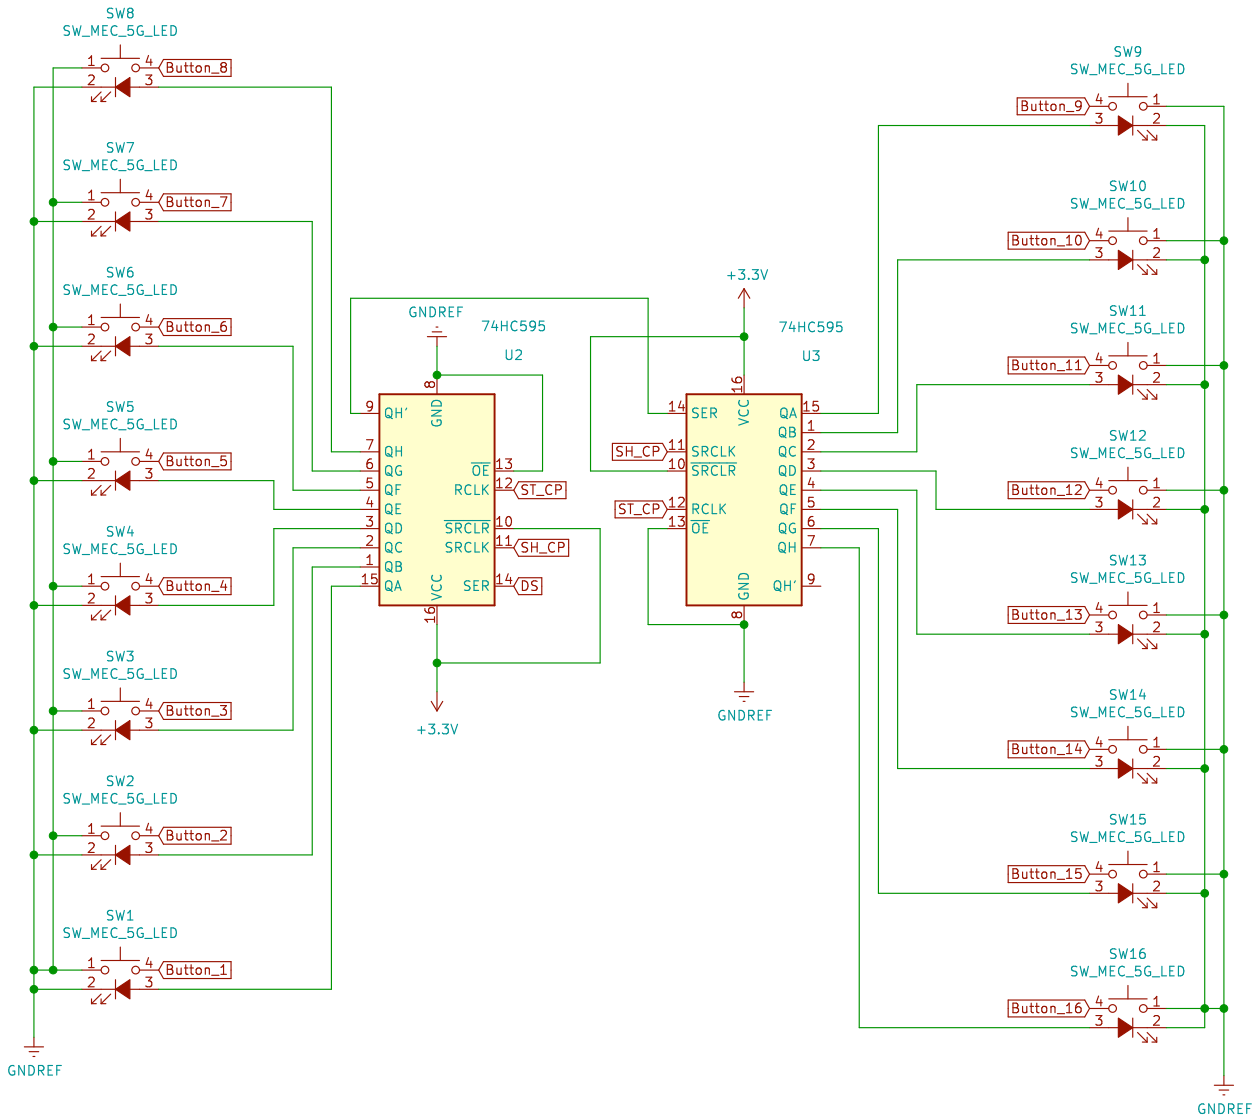 SW8
SW_MEC_5G_LED
1 4 Button_8
2 3
SW7
SW_MEC_5G_LED
1 4 Button_7
2 3
SW6
SW_MEC_5G_LED
1 4 Button_6
2 3
SW5
SW_MEC_5G_LED
1 4 Button_5
2 3
SW4
SW_MEC_5G_LED
1 4 Button_4
2 3
SW3
SW_MEC_5G_LED
1 4 Button_3
2 3
SW2
SW_MEC_5G_LED
1 4 Button_2
2 3
SW1
SW_MEC_5G_LED
1 4 Button_1
2 3
GNDREF
GNDREF
74HC595
U2
8
GND
9 QH'
7 QH
6 QG
5 QF
4 QE
3 QD
2 QC
1 QB
15 QA
OE 13
RCLK 12 ST_CP
SRCLR 10
SRCLK 11 SH_CP
SER 14 DS
VCC
16
+3.3V
+3.3V
74HC595
U3
16
VCC
14 SER
SH_CP 11 SRCLK
10 SRCLR
ST_CP 12 RCLK
13 OE
QA 15
QB 1
QC 2
QD 3
QE 4
QF 5
QG 6
QH 7
QH' 9
GND
8
GNDREF
SW9
SW_MEC_5G_LED
Button_9 4 1
3 2
SW10
SW_MEC_5G_LED
Button_10 4 1
3 2
SW11
SW_MEC_5G_LED
Button_11 4 1
3 2
SW12
SW_MEC_5G_LED
Button_12 4 1
3 2
SW13
SW_MEC_5G_LED
Button_13 4 1
3 2
SW14
SW_MEC_5G_LED
Button_14 4 1
3 2
SW15
SW_MEC_5G_LED
Button_15 4 1
3 2
SW16
SW_MEC_5G_LED
Button_16 4 1
3 2
GNDREF